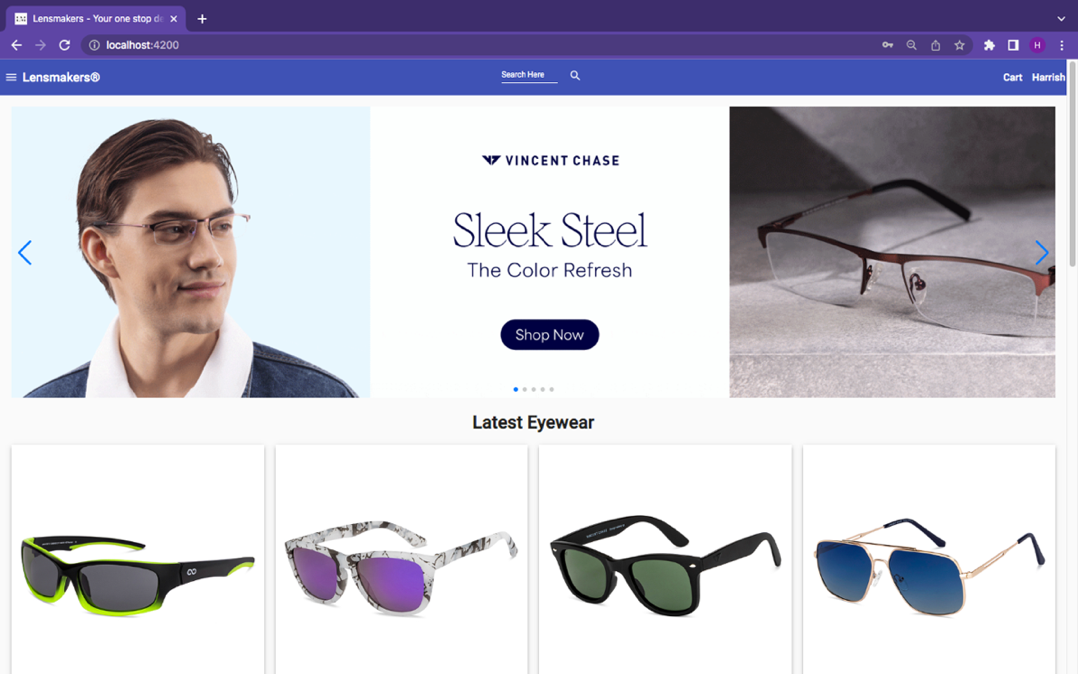 Lensmakers - Your one stop de
localhost:4200
H
Lensmakers®
Search Here
Cart Harrish
VINCENT CHASE
Sleek Steel
The Color Refresh
Shop Now
Latest Eyewear